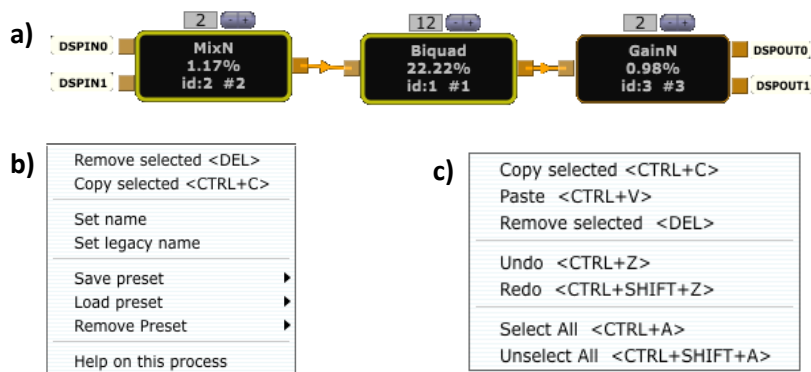 a)
2 - +
12 - +
2 - +
DSPIN0
DSPIN1
MixN
1.17%
id:2 #2
Biquad
22.22%
id:1 #1
GainN
0.98%
id:3 #3
DSPOUT0
DSPOUT1
b)
Remove selected <DEL>
Copy selected <CTRL+C>
Set name
Set legacy name
Save preset
Load preset
Remove Preset
Help on this process
c)
Copy selected <CTRL+C>
Paste <CTRL+V>
Remove selected <DEL>
Undo <CTRL+Z>
Redo <CTRL+SHIFT+Z>
Select All <CTRL+A>
Unselect All <CTRL+SHIFT+A>